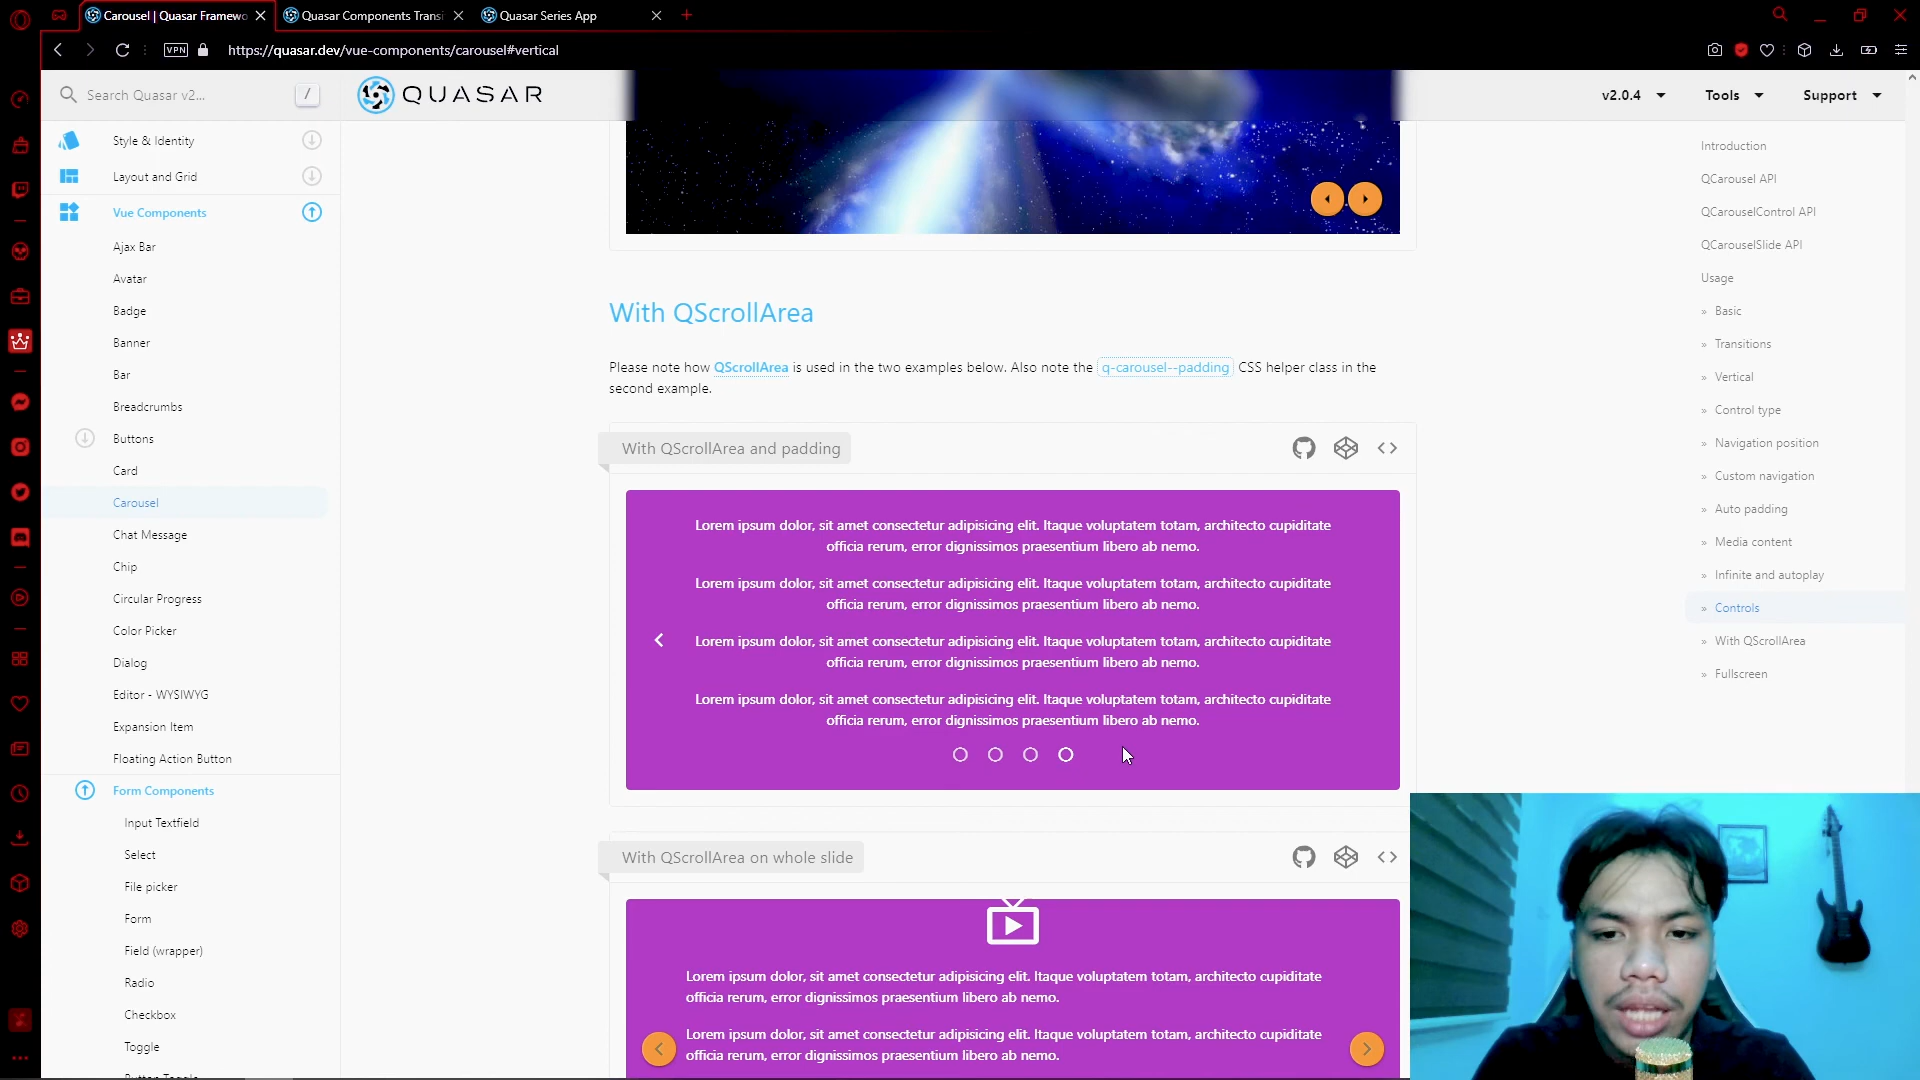 Carousel | Quasar Framewo
Quasar Components Transi
Quasar Series App
VPN
https://quasar.dev/vue-components/carousel#vertical
Search Quasar v2...
/
QUASAR
v2.0.4
Tools
Support
Style & Identity
Layout and Grid
Vue Components
Ajax Bar
Avatar
Badge
Banner
Bar
Breadcrumbs
Buttons
Card
Carousel
Chat Message
Chip
Circular Progress
Color Picker
Dialog
Editor - WYSIWYG
Expansion Item
Floating Action Button
Form Components
Input Textfield
Select
File picker
Form
Field (wrapper)
Radio
Checkbox
Toggle
Button Toggle
With QScrollArea
Please note how QScrollArea is used in the two examples below. Also note the q-carousel--padding CSS helper class in the
second example.
With QScrollArea and padding
Lorem ipsum dolor, sit amet consectetur adipisicing elit. Itaque voluptatem totam, architecto cupiditate
officia rerum, error dignissimos praesentium libero ab nemo.
Lorem ipsum dolor, sit amet consectetur adipisicing elit. Itaque voluptatem totam, architecto cupiditate
officia rerum, error dignissimos praesentium libero ab nemo.
Lorem ipsum dolor, sit amet consectetur adipisicing elit. Itaque voluptatem totam, architecto cupiditate
officia rerum, error dignissimos praesentium libero ab nemo.
Lorem ipsum dolor, sit amet consectetur adipisicing elit. Itaque voluptatem totam, architecto cupiditate
officia rerum, error dignissimos praesentium libero ab nemo.
With QScrollArea on whole slide
Lorem ipsum dolor, sit amet consectetur adipisicing elit. Itaque voluptatem totam, architecto cupiditate
officia rerum, error dignissimos praesentium libero ab nemo.
Lorem ipsum dolor, sit amet consectetur adipisicing elit. Itaque voluptatem totam, architecto cupiditate
officia rerum, error dignissimos praesentium libero ab nemo.
Introduction
QCarousel API
QCarouselControl API
QCarouselSlide API
Usage
» Basic
» Transitions
» Vertical
» Control type
» Navigation position
» Custom navigation
» Auto padding
» Media content
» Infinite and autoplay
» Controls
» With QScrollArea
» Fullscreen